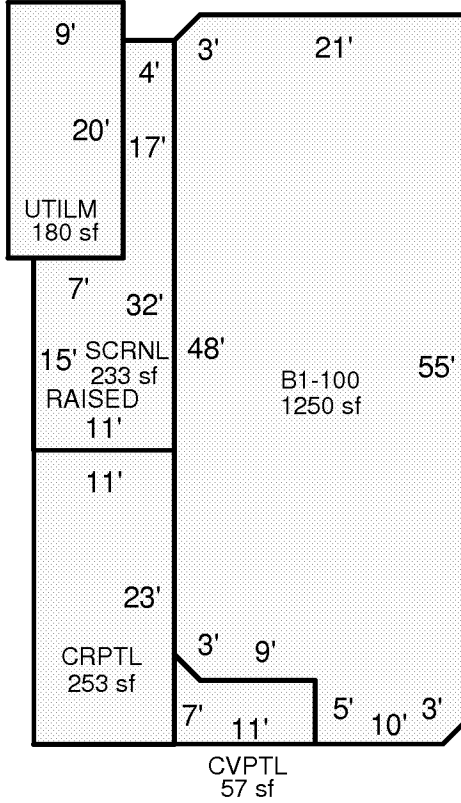 9'
3'
21'
4'
20'
17'
UTILM
180 sf
7'
32'
15'
SCRNL
233 sf
48'
55'
B1-100
1250 sf
RAISED
11'
11'
23'
3'
9'
CRPTL
253 sf
7'
11'
5'
10'
3'
CVPTL
57 sf